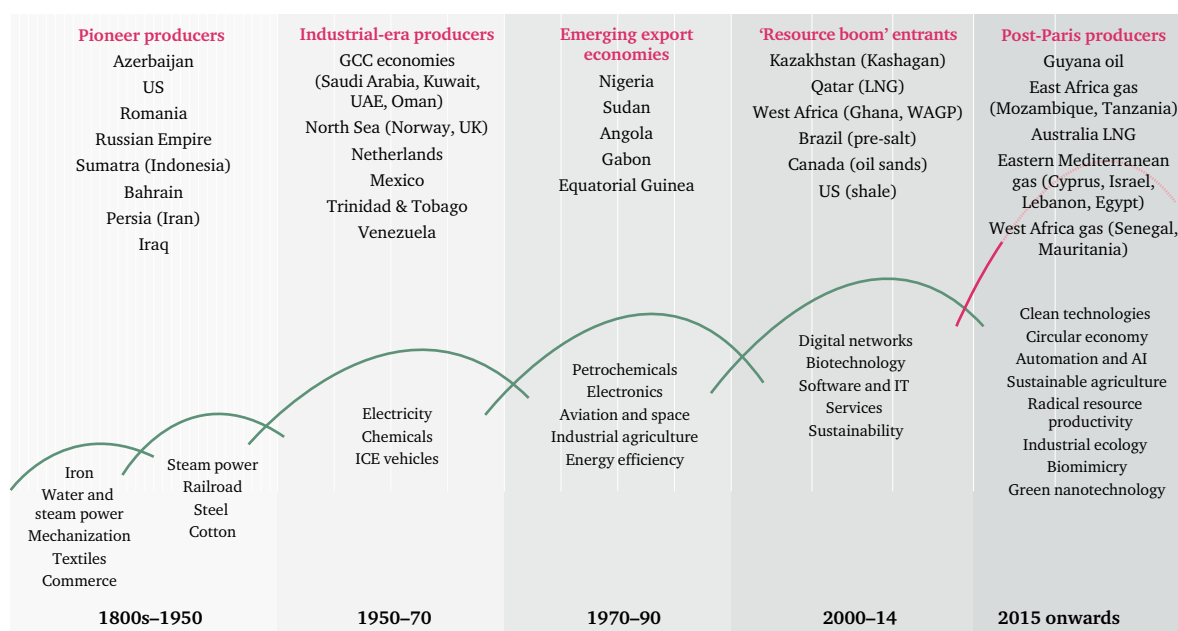 Pioneer producers
Azerbaijan
US
Romania
Russian Empire
Sumatra (Indonesia)
Bahrain
Persia (Iran)
Iraq
Industrial-era producers
GCC economies
(Saudi Arabia, Kuwait,
UAE, Oman)
North Sea (Norway, UK)
Netherlands
Mexico
Trinidad & Tobago
Venezuela
Emerging export
economies
Nigeria
Sudan
Angola
Gabon
Equatorial Guinea
‘Resource boom’ entrants
Kazakhstan (Kashagan)
Qatar (LNG)
West Africa (Ghana, WAGP)
Brazil (pre-salt)
Canada (oil sands)
US (shale)
Post-Paris producers
Guyana oil
East Africa gas
(Mozambique, Tanzania)
Australia LNG
Eastern Mediterranean
gas (Cyprus, Israel,
Lebanon, Egypt)
West Africa gas (Senegal,
Mauritania)
Iron
Water and
steam power
Mechanization
Textiles
Commerce
Steam power
Railroad
Steel
Cotton
Electricity
Chemicals
ICE vehicles
Petrochemicals
Electronics
Aviation and space
Industrial agriculture
Energy efficiency
Digital networks
Biotechnology
Software and IT
Services
Sustainability
Clean technologies
Circular economy
Automation and AI
Sustainable agriculture
Radical resource
productivity
Industrial ecology
Biomimicry
Green nanotechnology
1800s–1950
1950–70
1970–90
2000–14
2015 onwards